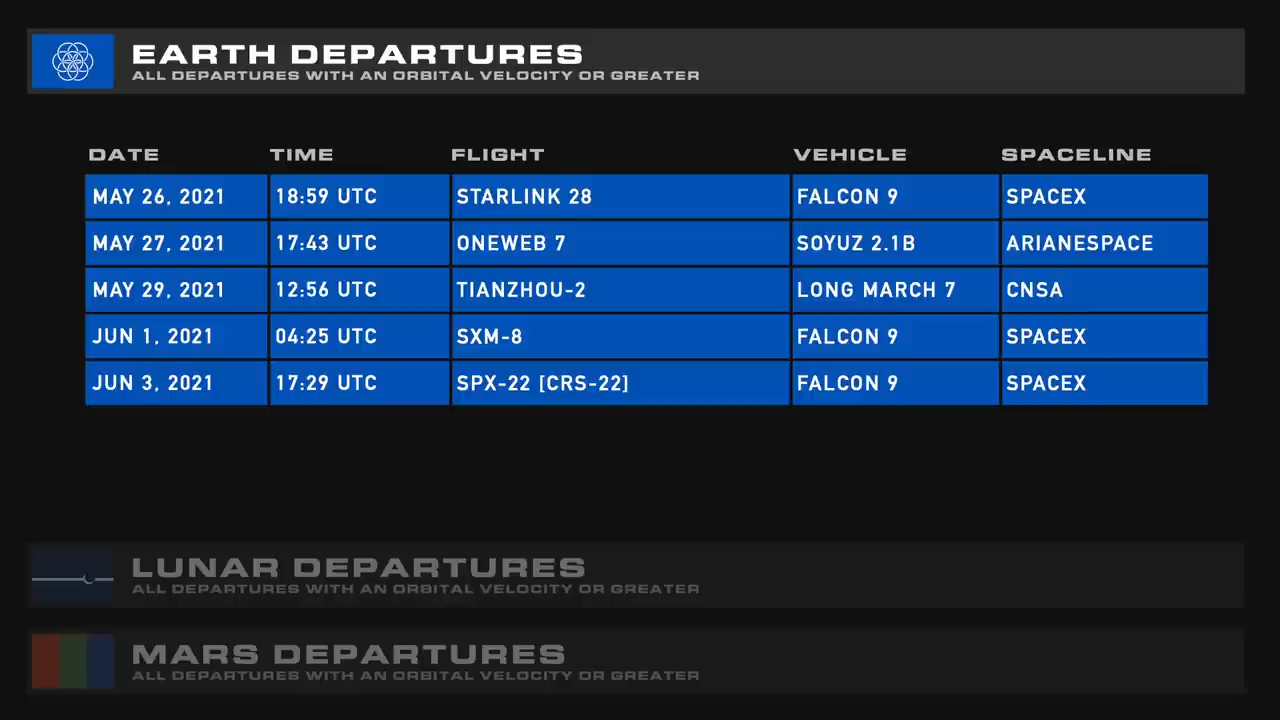 EARTH DEPARTURES
ALL DEPARTURES WITH AN ORBITAL VELOCITY OR GREATER
DATE TIME FLIGHT VEHICLE SPACELINE
MAY 26, 2021 18:59 UTC STARLINK 28 FALCON 9 SPACEX
MAY 27, 2021 17:43 UTC ONEWEB 7 SOYUZ 2.1B ARIANESPACE
MAY 29, 2021 12:56 UTC TIANZHOU-2 LONG MARCH 7 CNSA
JUN 1, 2021 04:25 UTC SXM-8 FALCON 9 SPACEX
JUN 3, 2021 17:29 UTC SPX-22 [CRS-22] FALCON 9 SPACEX
LUNAR DEPARTURES
ALL DEPARTURES WITH AN ORBITAL VELOCITY OR GREATER
MARS DEPARTURES
ALL DEPARTURES WITH AN ORBITAL VELOCITY OR GREATER